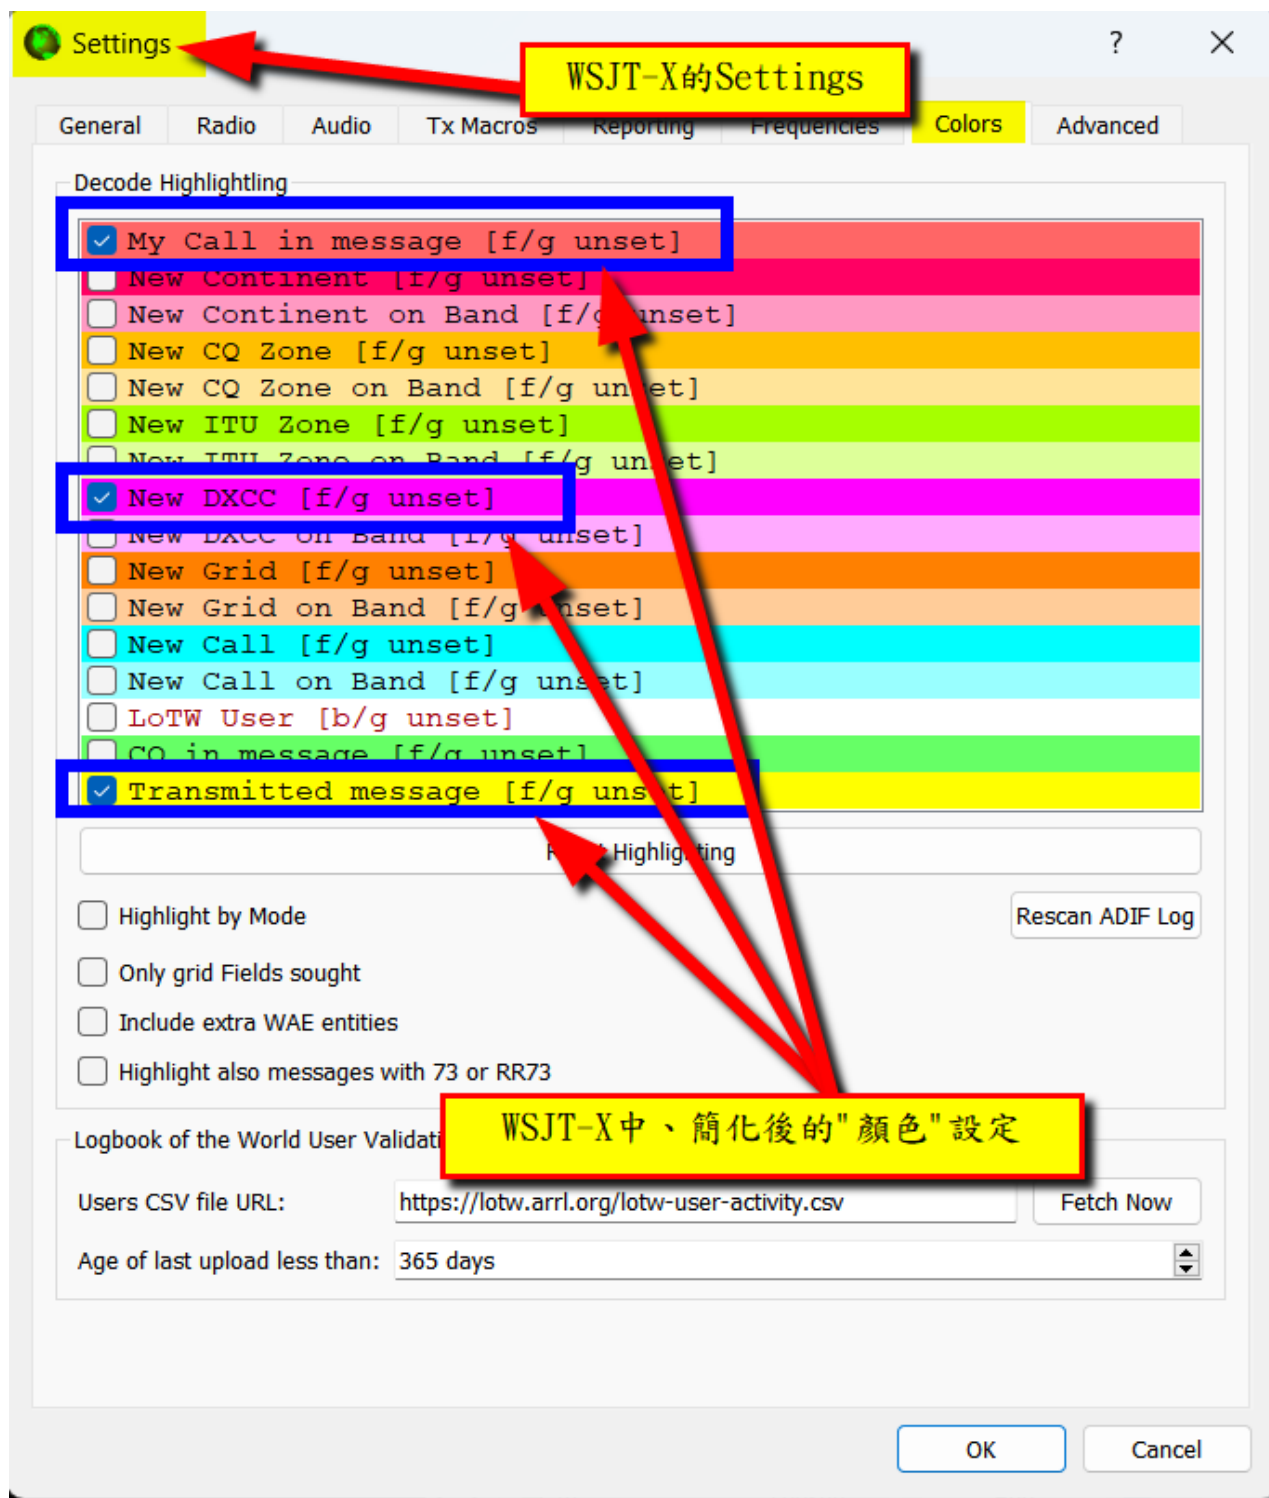 Settings
?
WSJT-X的Settings
General Radio Audio Tx Macros Reporting Frequencies Colors Advanced
Decode Highlightling
My Call in message [f/g unset]
New Continent [f/g unset]
New Continent on Band [f/g unset]
New CQ Zone [f/g unset]
New CQ Zone on Band [f/g unset]
New ITU Zone [f/g unset]
New ITU Zone on Band [f/g unset]
New DXCC [f/g unset]
New DXCC on Band [f/g unset]
New Grid [f/g unset]
New Grid on Band [f/g unset]
New Call [f/g unset]
New Call on Band [f/g unset]
LoTW User [b/g unset]
CQ in message [f/g unset]
Transmitted message [f/g unset]
Highlighting
Highlight by Mode
Rescan ADIF Log
Only grid Fields sought
Include extra WAE entities
Highlight also messages with 73 or RR73
WSJT-X中、簡化後的"顏色"設定
Logbook of the World User
Users CSV file URL: https://lotw.arrl.org/lotw-user-activity.csv Fetch Now
Age of last upload less than: 365 days
OK Cancel